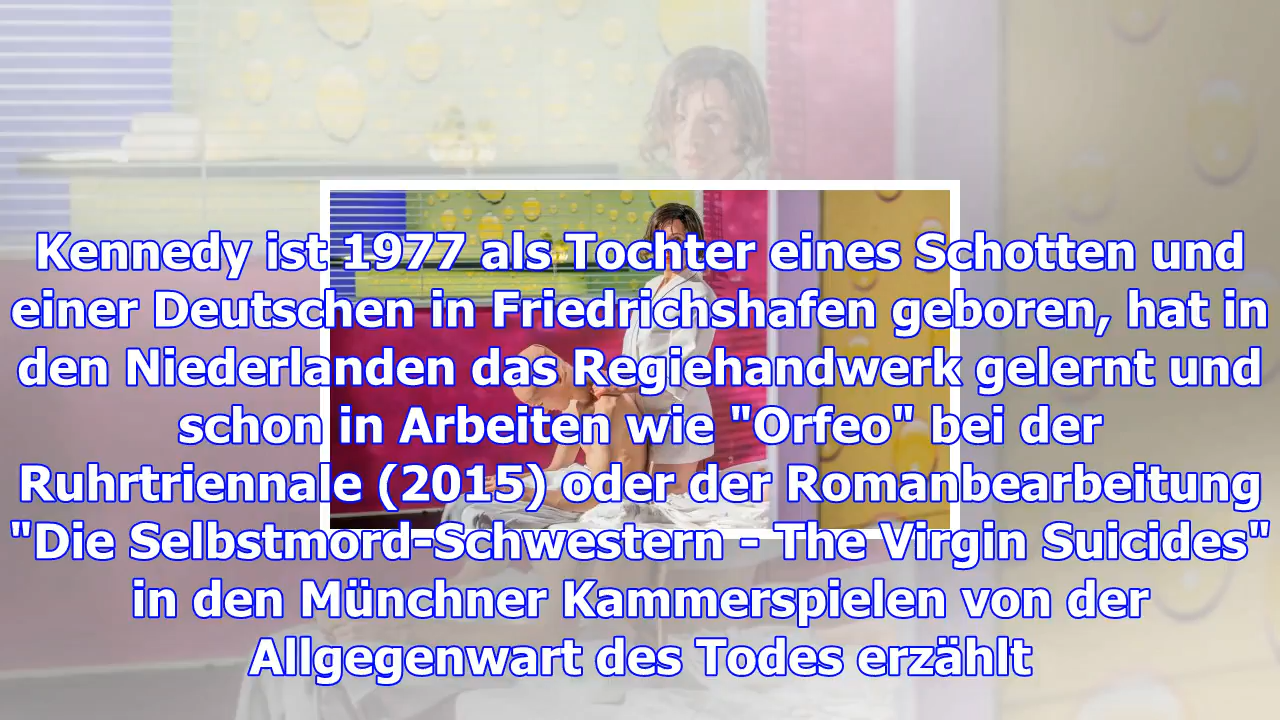 Kennedy ist 1977 als Tochter eines Schotten und
einer Deutschen in Friedrichshafen geboren, hat in
den Niederlanden das Regiehandwerk gelernt und
schon in Arbeiten wie "Orfeo" bei der
Ruhrtriennale (2015) oder der Romanbearbeitung
"Die Selbstmord-Schwestern - The Virgin Suicides"
in den Münchner Kammerspielen von der
Allgegenwart des Todes erzählt